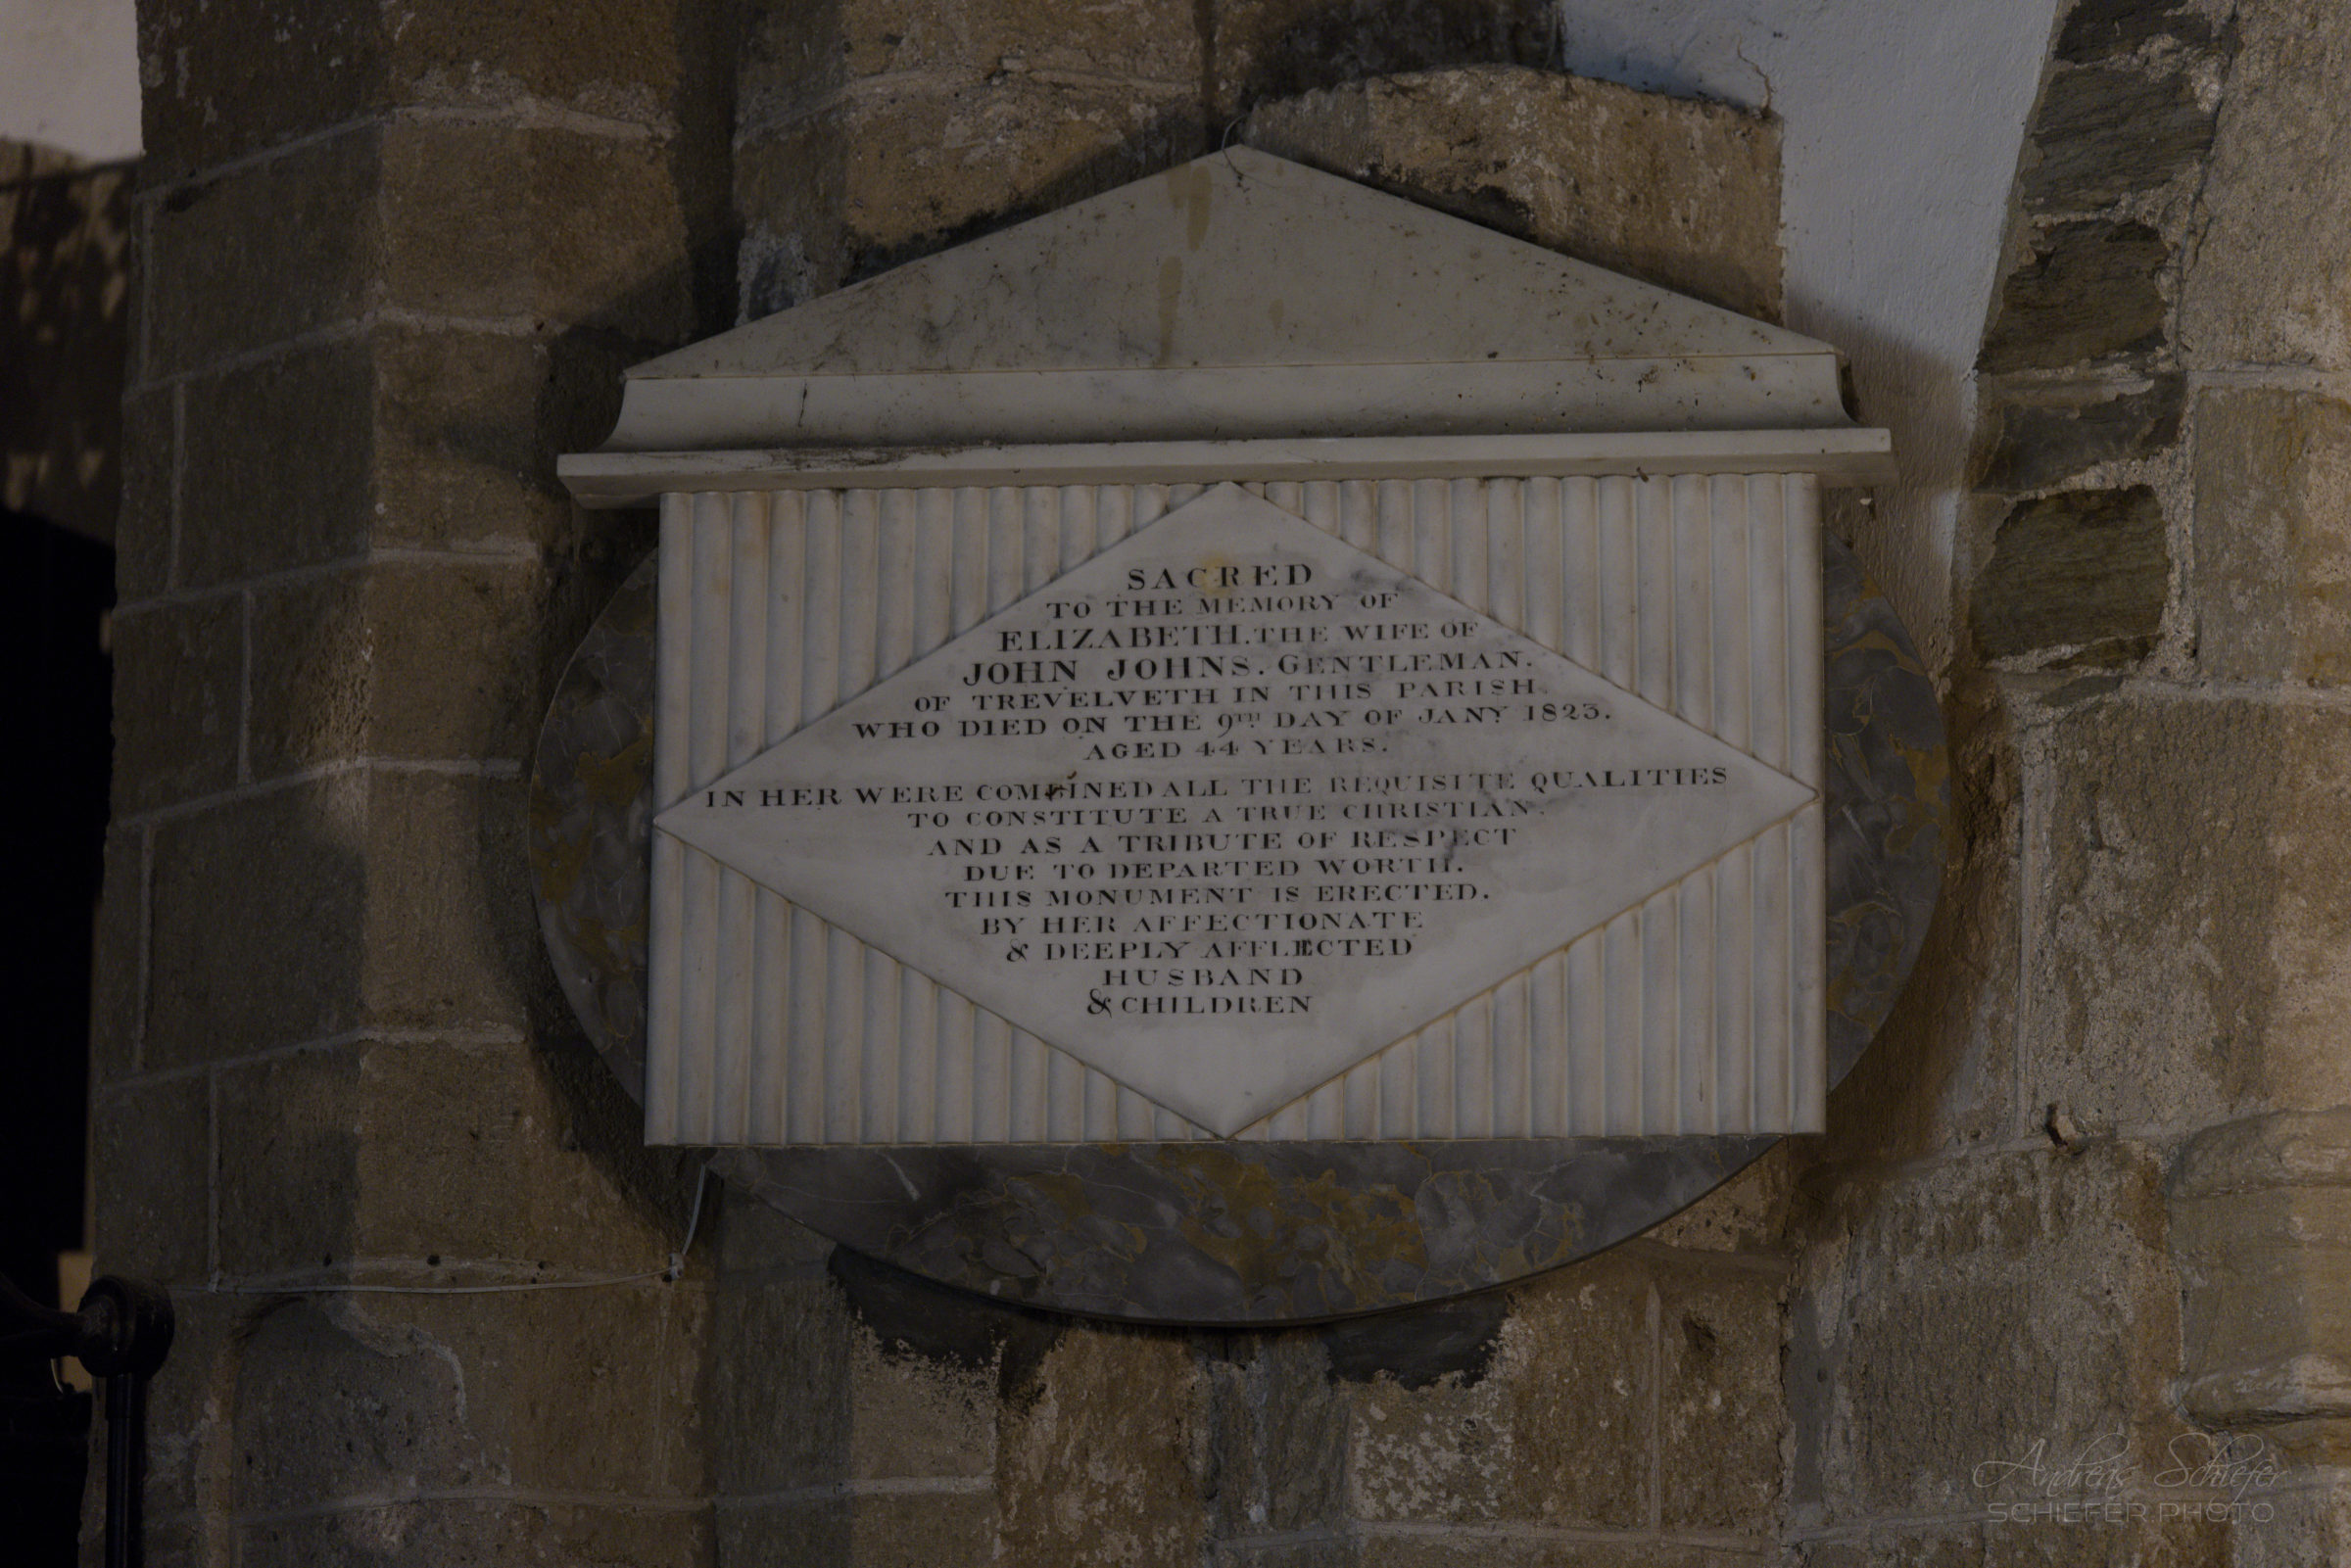 SACRED
TO THE MEMORY OF
ELIZABETH. THE WIFE OF
JOHN JOHNS. GENTLEMAN.
OF TREVELVETH IN THIS PARISH.
WHO DIED ON THE 9TH DAY OF JANY 1823.
AGED 44 YEARS.
IN HER WERE COMBINED ALL THE REQUISITE QUALITIES
TO CONSTITUTE A TRUE CHRISTIAN.
AND AS A TRIBUTE OF RESPECT
DUE TO DEPARTED WORTH.
THIS MONUMENT IS ERECTED.
BY HER AFFECTIONATE
& DEEPLY AFFLICTED
HUSBAND
& CHILDREN
Andreas Schiefer
SCHIEFER.PHOTO